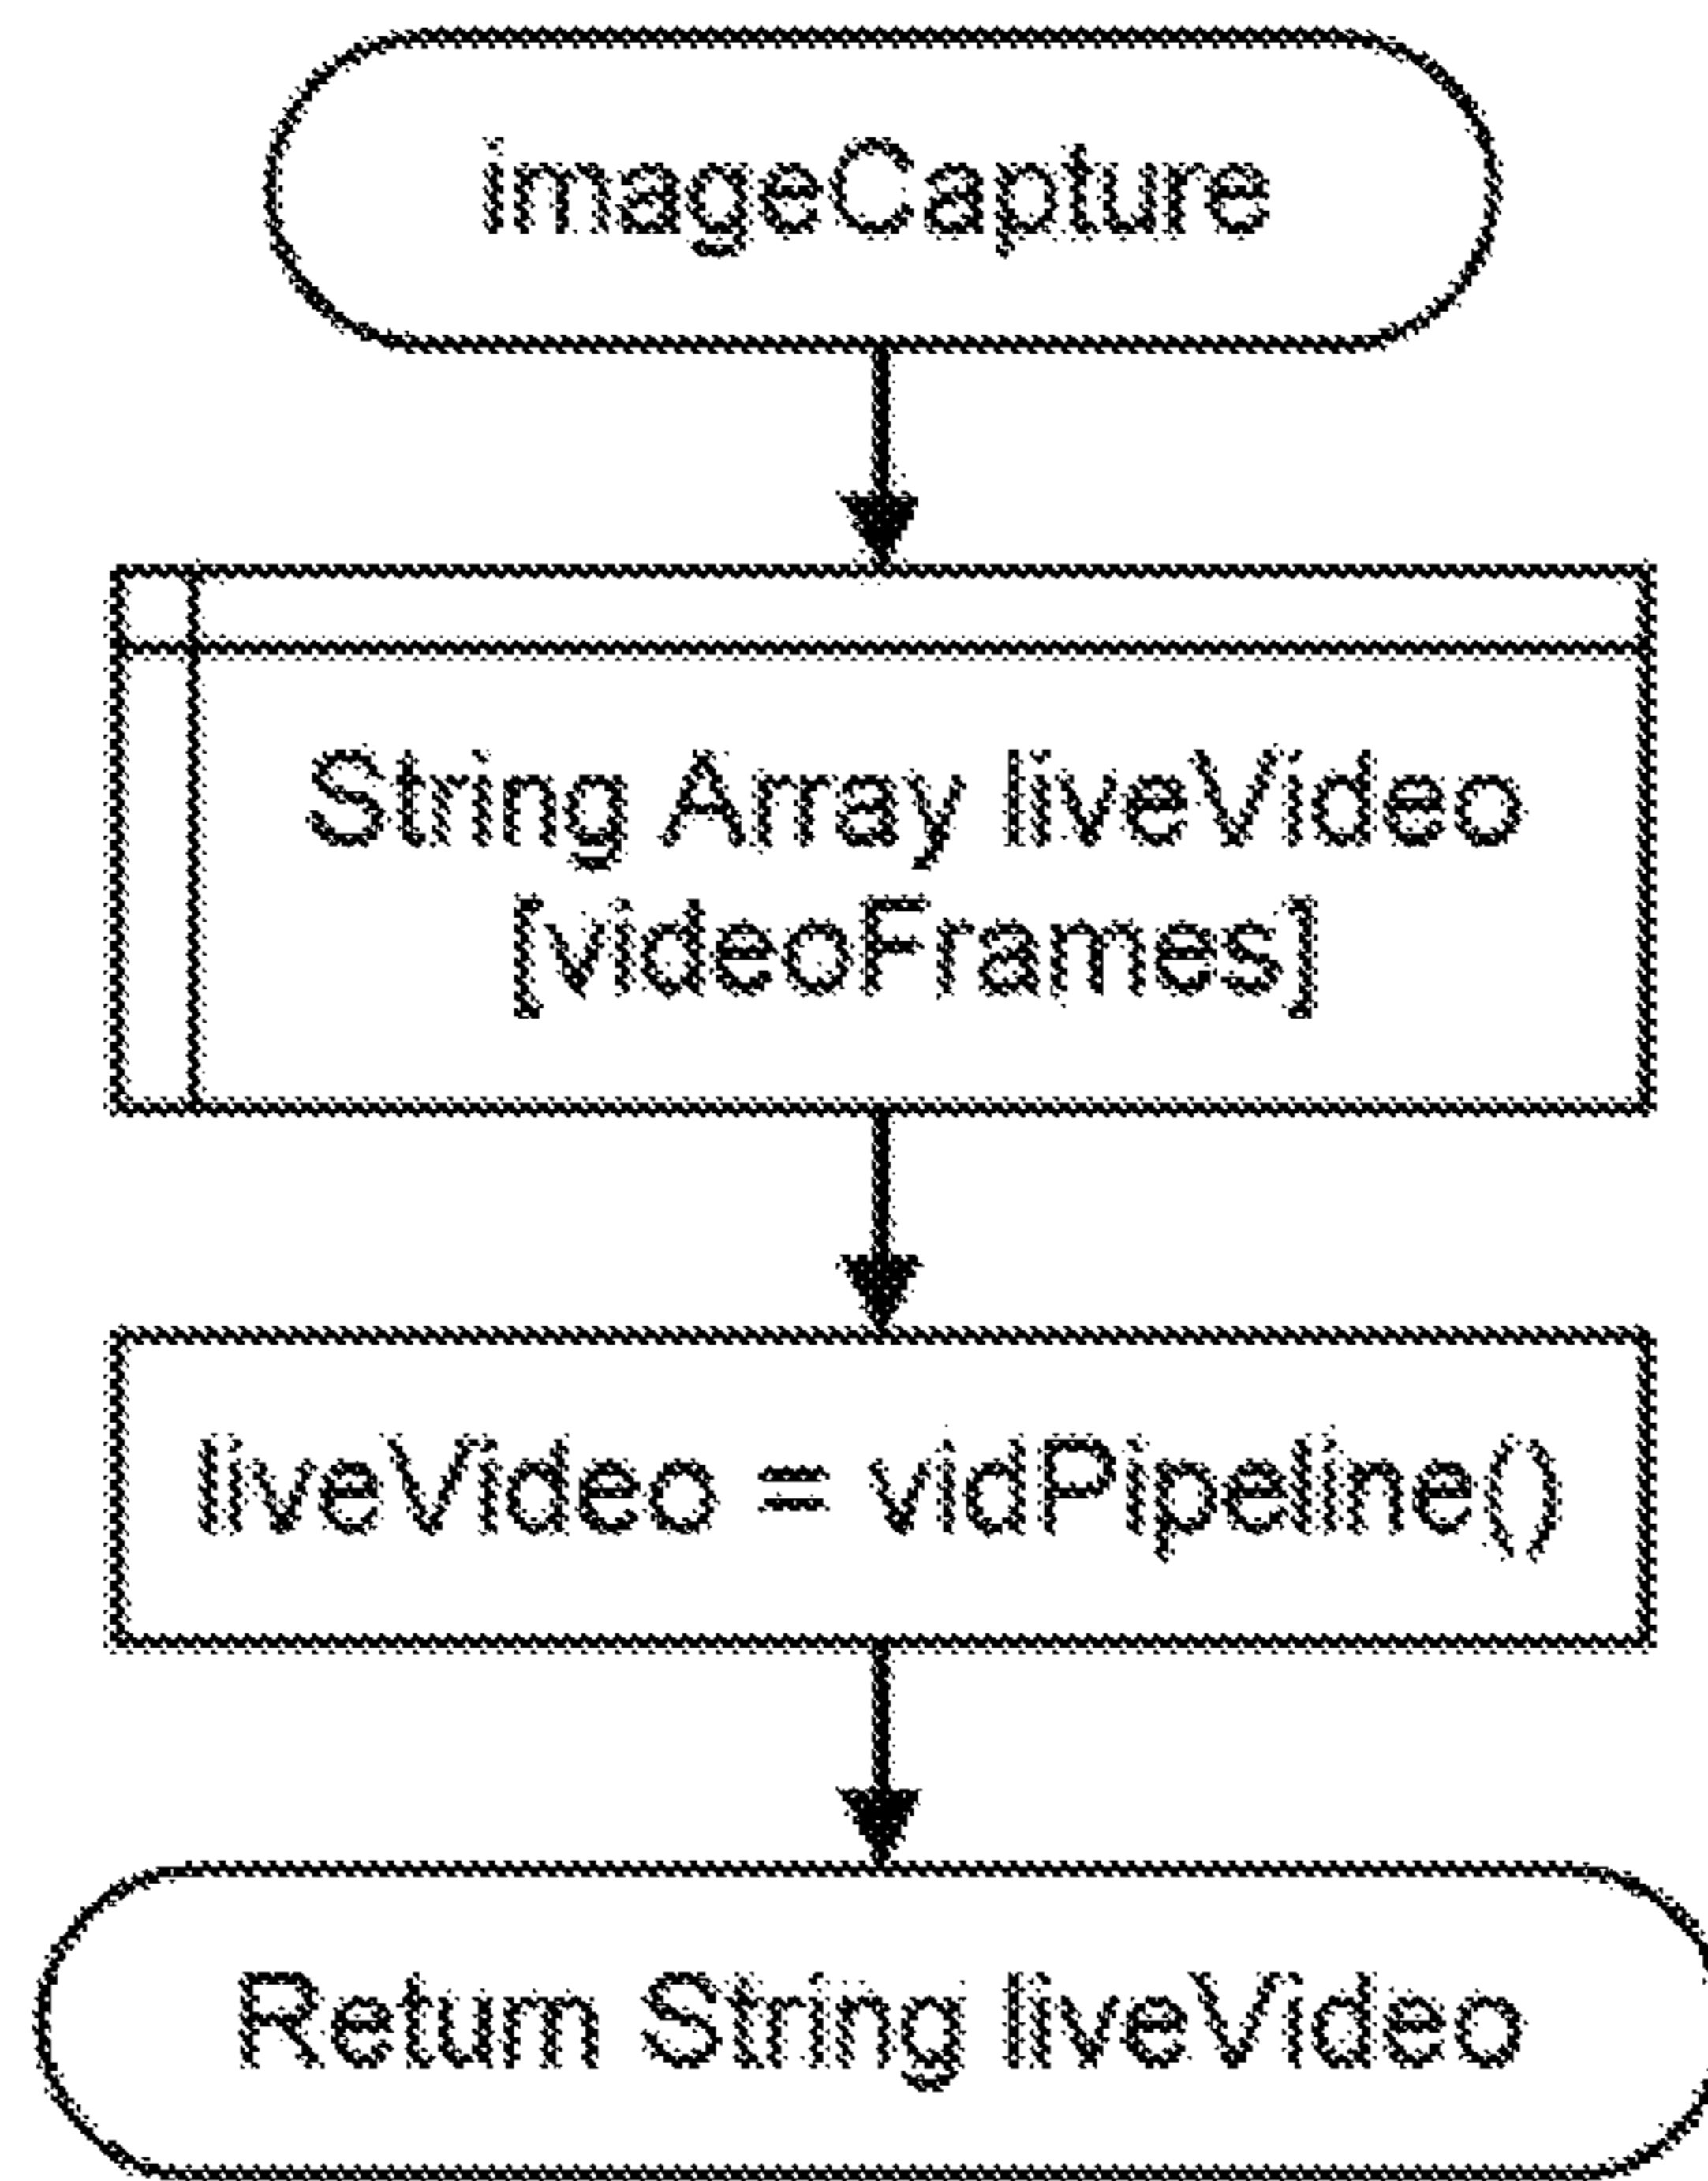 imageCapture
String Array liveVideo
[videoFrames]
liveVideo = vidPipeline()
Return String liveVideo